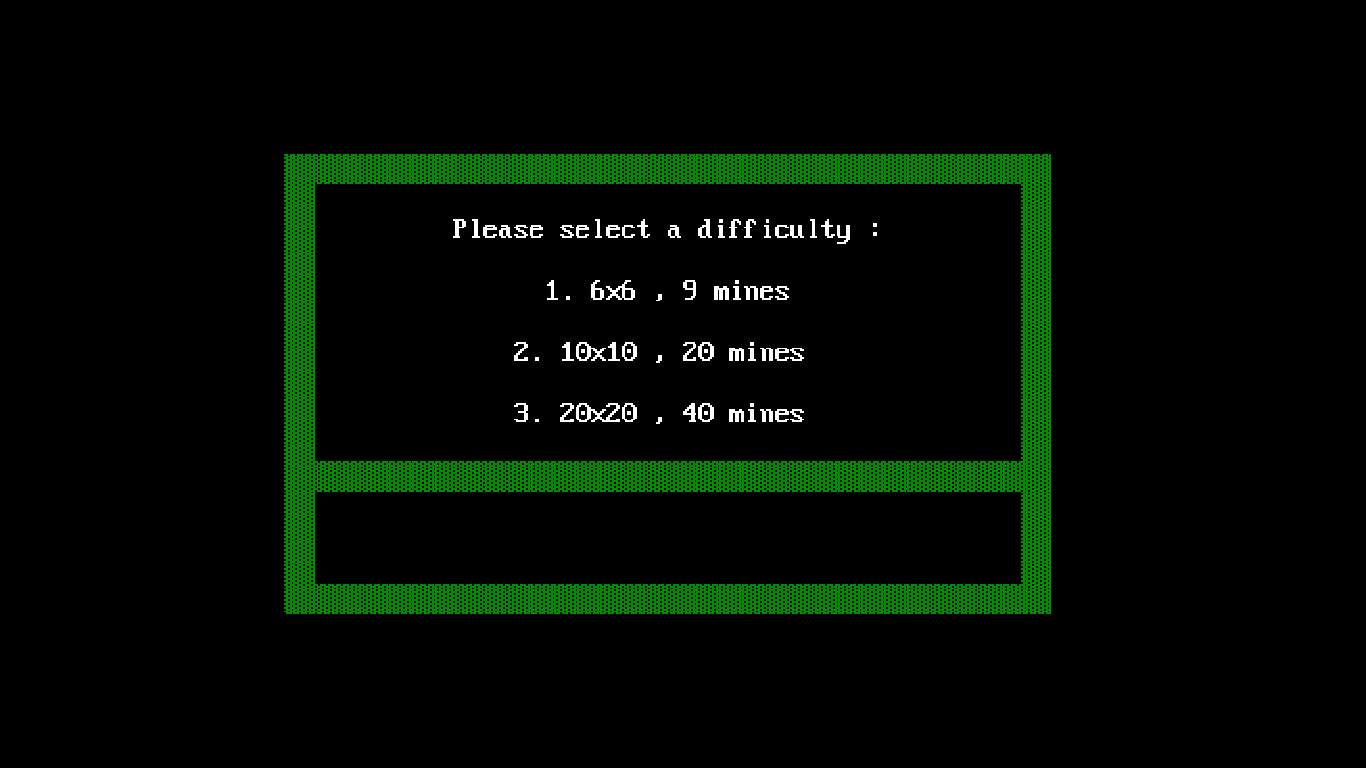 Please select a difficulty :
1. 6x6 , 9 mines
2. 10x10 , 20 mines
3. 20x20 , 40 mines